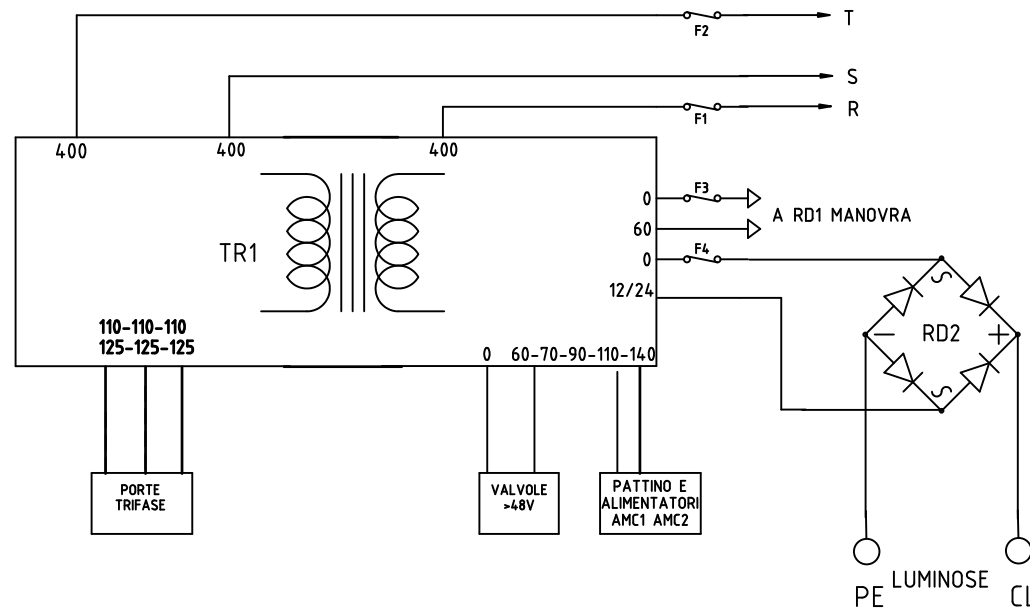 T
F2
S
R
F1
400
400
400
F3
0
A RD1 MANOVRA
60
F4
0
TR1
12/24
RD2
110-110-110
125-125-125
0
60-70-90-110-140
PORTE
TRIFASE
VALVOLE
>48V
PATTINO E
ALIMENTATORI
AMC1 AMC2
LUMINOSE
PE